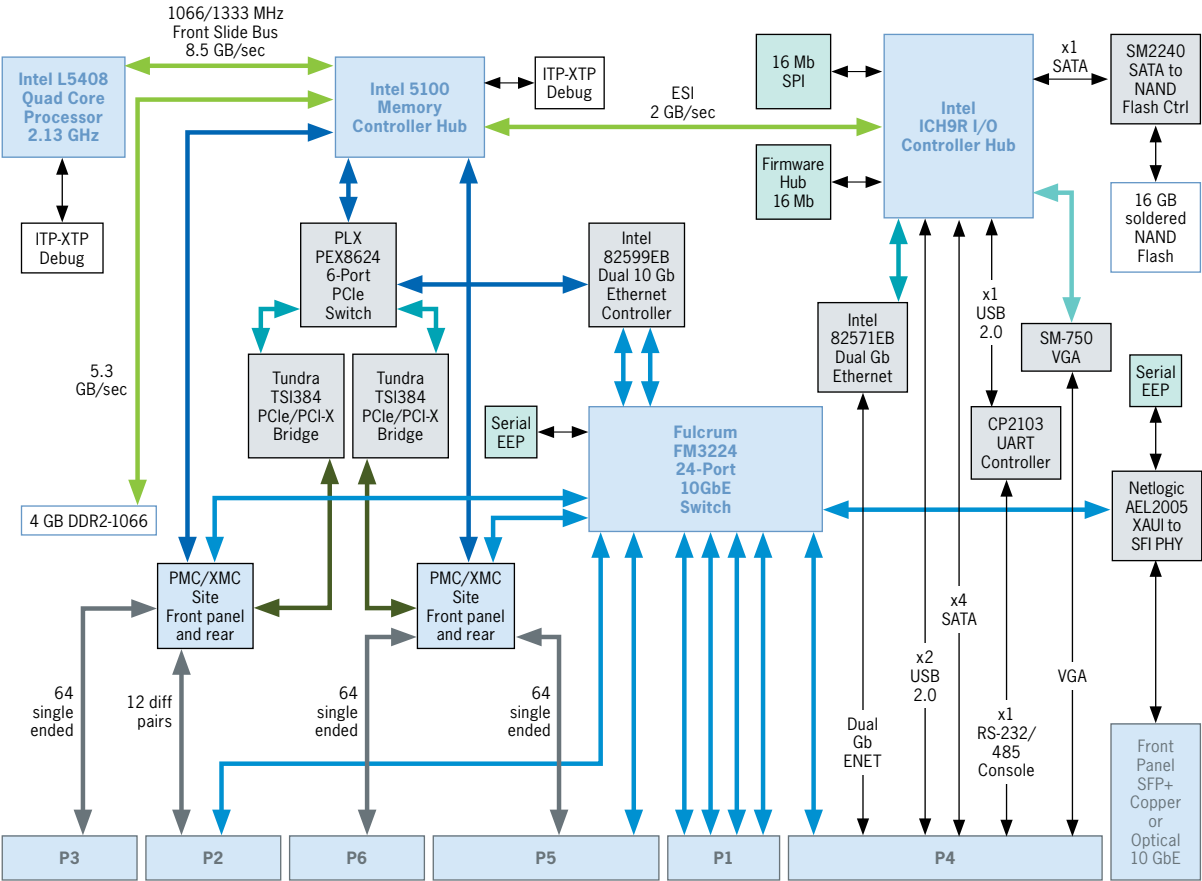 1066/1333 MHz
Front Slide Bus
8.5 GB/sec
Intel L5408
Quad Core
Processor
2.13 GHz
Intel 5100
Memory
Controller Hub
ITP-XTP
Debug
ESI
2 GB/sec
16 Mb
SPI
Intel
ICH9R I/O
Controller Hub
x1
SATA
SM2240
SATA to
NAND
Flash Ctrl
Firmware
Hub
16 Mb
16 GB
soldered
NAND
Flash
ITP-XTP
Debug
PLX
PEX8624
6-Port
PCIe
Switch
Intel
82599EB
Dual 10 Gb
Ethernet
Controller
Intel
82571EB
Dual Gb
Ethernet
x1
USB
2.0
SM-750
VGA
5.3
GB/sec
Tundra
TSI384
PCIe/PCI-X
Bridge
Tundra
TSI384
PCIe/PCI-X
Bridge
Serial
EEP
Fulcrum
FM3224
24-Port
10GbE
Switch
CP2103
UART
Controller
Serial
EEP
Netlogic
AEL2005
XAUI to
SFI PHY
4 GB DDR2-1066
PMC/XMC
Site
Front panel
and rear
PMC/XMC
Site
Front panel
and rear
64
single
ended
12 diff
pairs
64
single
ended
64
single
ended
Dual
Gb
ENET
x2
USB
2.0
x4
SATA
x1
RS-232/
485
Console
VGA
Front
Panel
SFP+
Copper
or
Optical
10 GbE
P3
P2
P6
P5
P1
P4